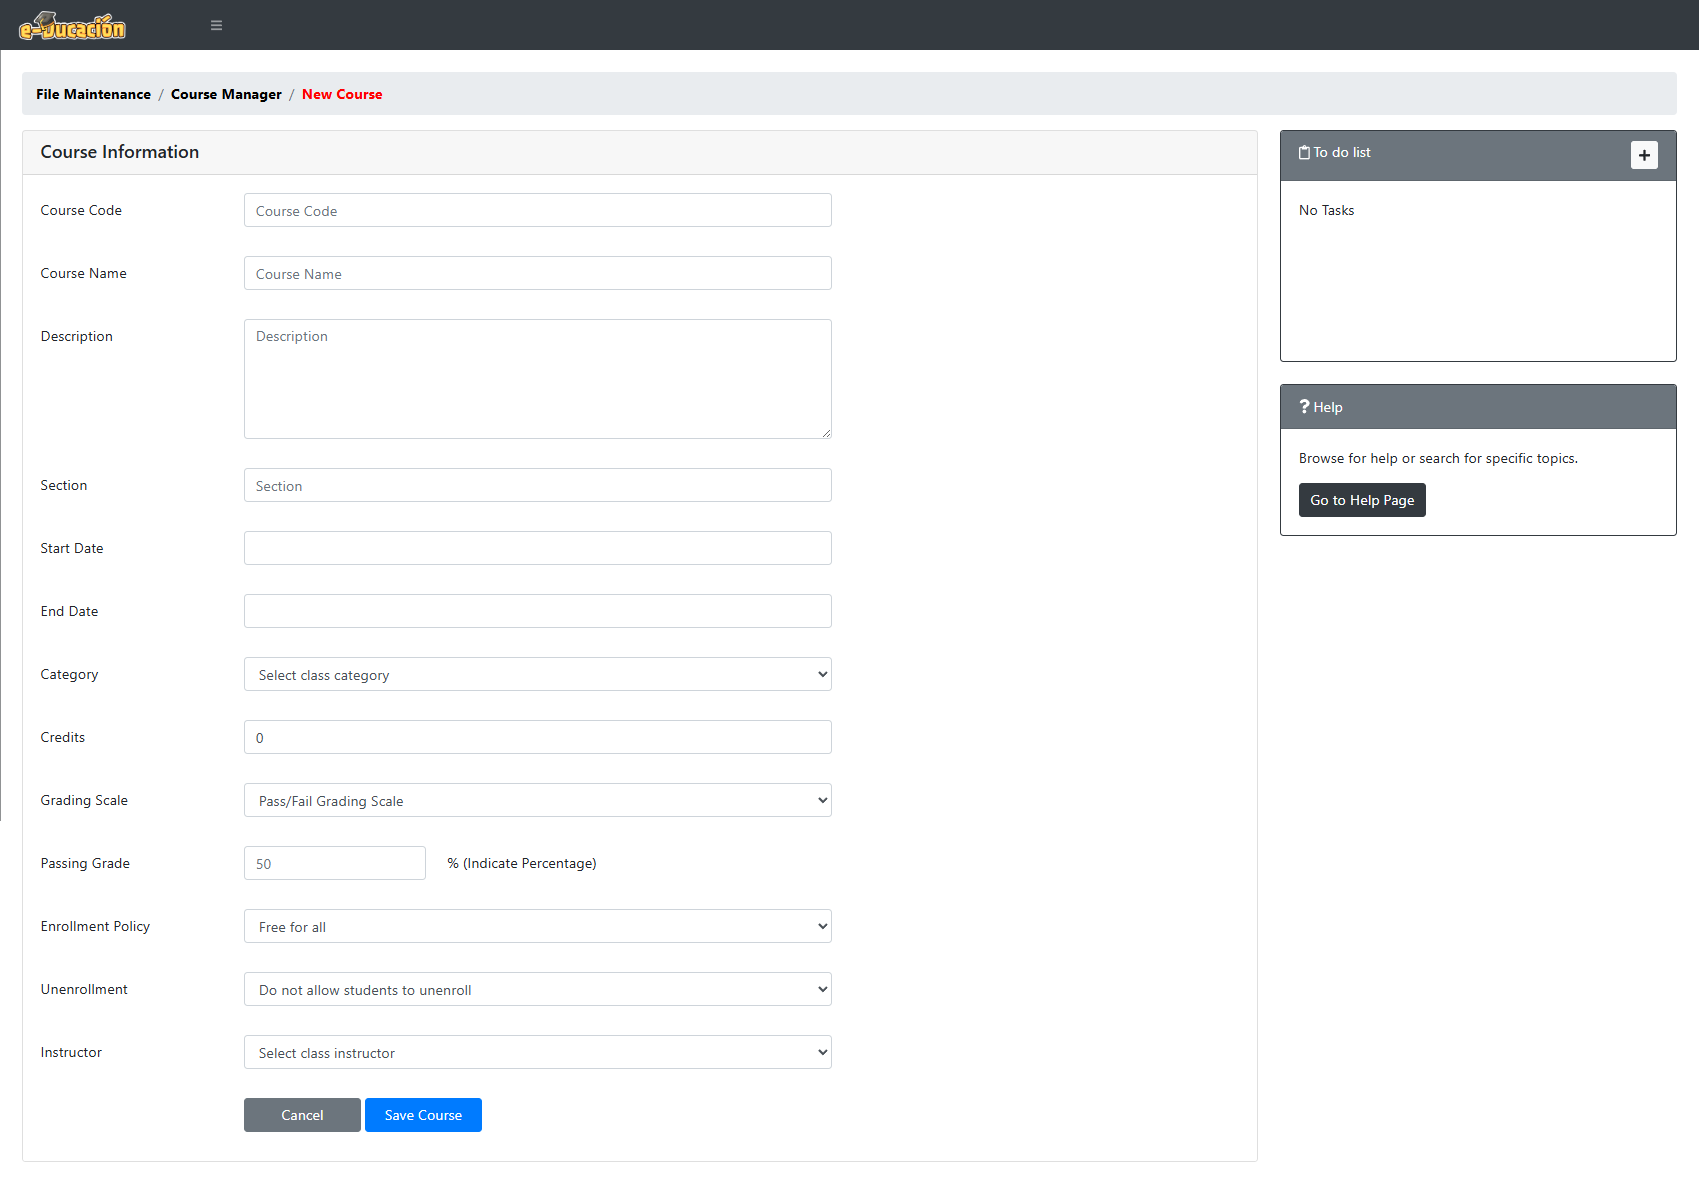 e-Ducación
File Maintenance / Course Manager / New Course
Course Information
Course Code
Course Code
Course Name
Course Name
Description
Description
Section
Section
Start Date
End Date
Category
Select class category
Credits
0
Grading Scale
Pass/Fail Grading Scale
Passing Grade
50
% (Indicate Percentage)
Enrollment Policy
Free for all
Unenrollment
Do not allow students to unenroll
Instructor
Select class instructor
Cancel
Save Course
To do list
+
No Tasks
? Help
Browse for help or search for specific topics.
Go to Help Page